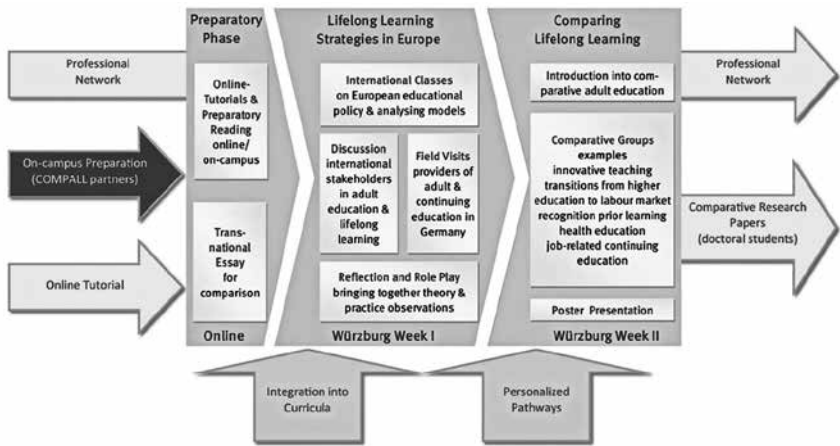 Professional
Network
On-campus Preparation
(COMPALL partners)
Online Tutorial
Preparatory
Phase
Online-
Tutorials &
Preparatory
Reading
online/
on-campus
Trans-
national
Essay
for
comparison
Online
Lifelong Learning
Strategies in Europe
International Classes
on European educational
policy & analysing models
Discussion
international
stakeholders
in adult
education &
lifelong
learning
Field Visits
providers of
adult &
continuing
education in
Germany
Reflection and Role Play
bringing together theory &
practice observations
Würzburg Week I
Comparing
Lifelong Learning
Introduction into com-
parative adult education
Comparative Groups
examples
innovative teaching
transitions from higher
education to labour market
recognition prior learning
health education
job-related continuing
education
Poster Presentation
Würzburg Week II
Professional
Network
Comparative Research
Papers
(doctoral students)
Integration into
Curricula
Personalized
Pathways